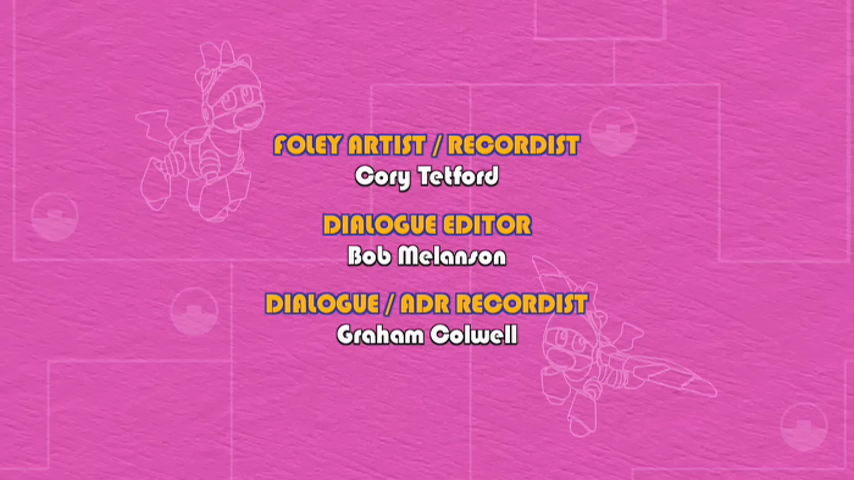 FOLEY ARTIST / RECORDIST
Cory Tetford
DIALOGUE EDITOR
Bob Melanson
DIALOGUE / ADR RECORDIST
Graham Colwell